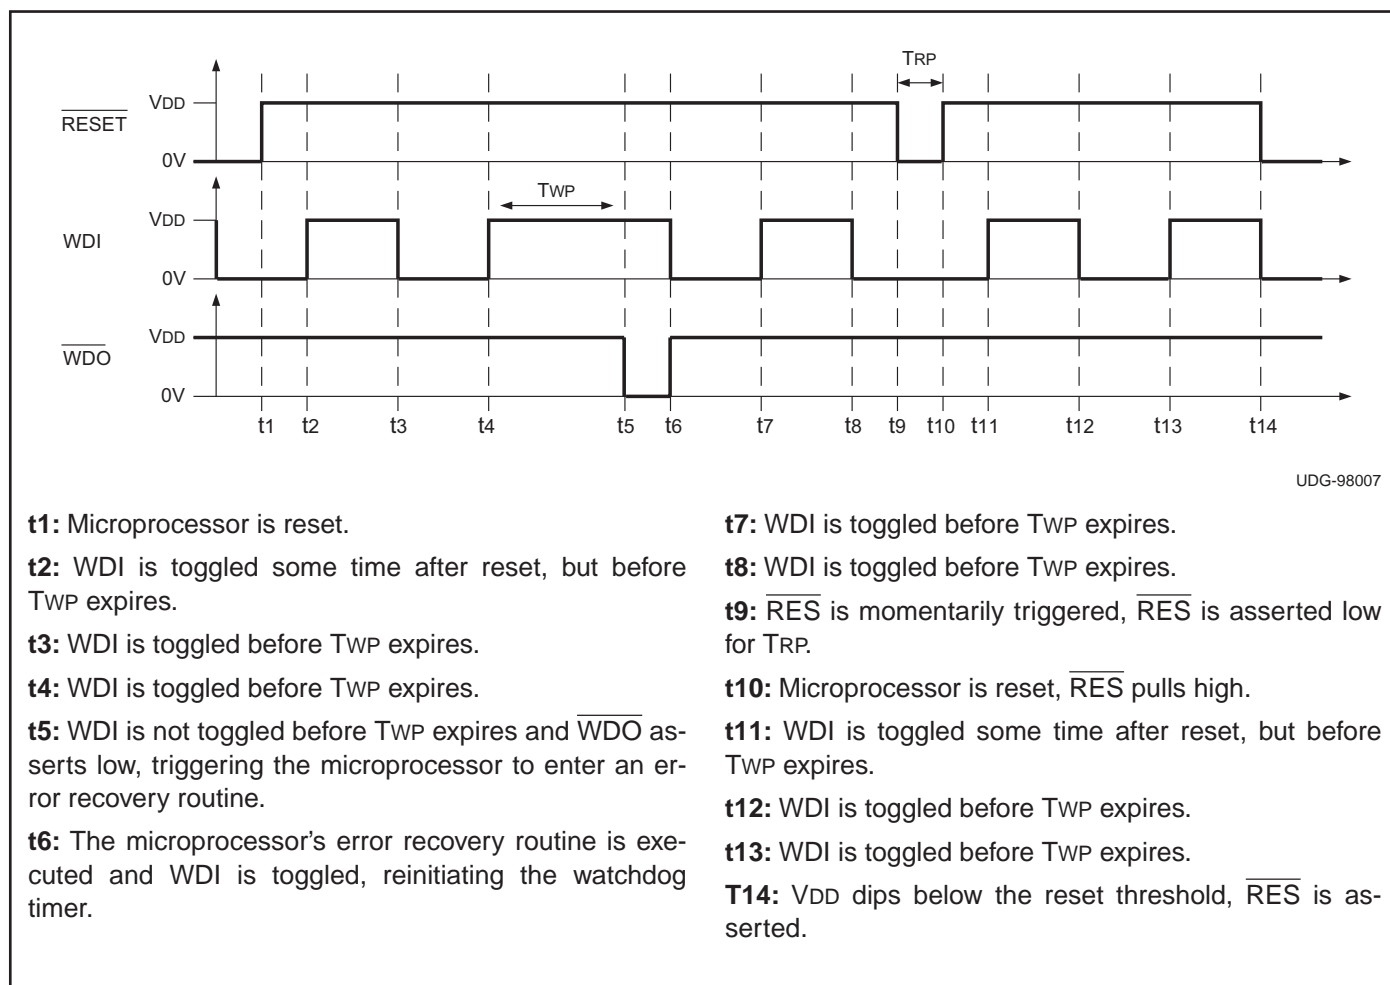 TRP
VDD
RESET
0V
TWP
VDD
WDI
0V
VDD
WDO
0V
t1 t2 t3 t4 t5 t6 t7 t8 t9 t10 t11 t12 t13 t14
UDG-98007
t1: Microprocessor is reset.
t2: WDI is toggled some time after reset, but before
TWP expires.
t3: WDI is toggled before TWP expires.
t4: WDI is toggled before TWP expires.
t5: WDI is not toggled before TWP expires and WDO as-
serts low, triggering the microprocessor to enter an er-
ror recovery routine.
t6: The microprocessor's error recovery routine is exe-
cuted and WDI is toggled, reinitiating the watchdog
timer.
t7: WDI is toggled before TWP expires.
t8: WDI is toggled before TWP expires.
t9: RES is momentarily triggered, RES is asserted low
for TRP.
t10: Microprocessor is reset, RES pulls high.
t11: WDI is toggled some time after reset, but before
TWP expires.
t12: WDI is toggled before TWP expires.
t13: WDI is toggled before TWP expires.
T14: VDD dips below the reset threshold, RES is as-
serted.